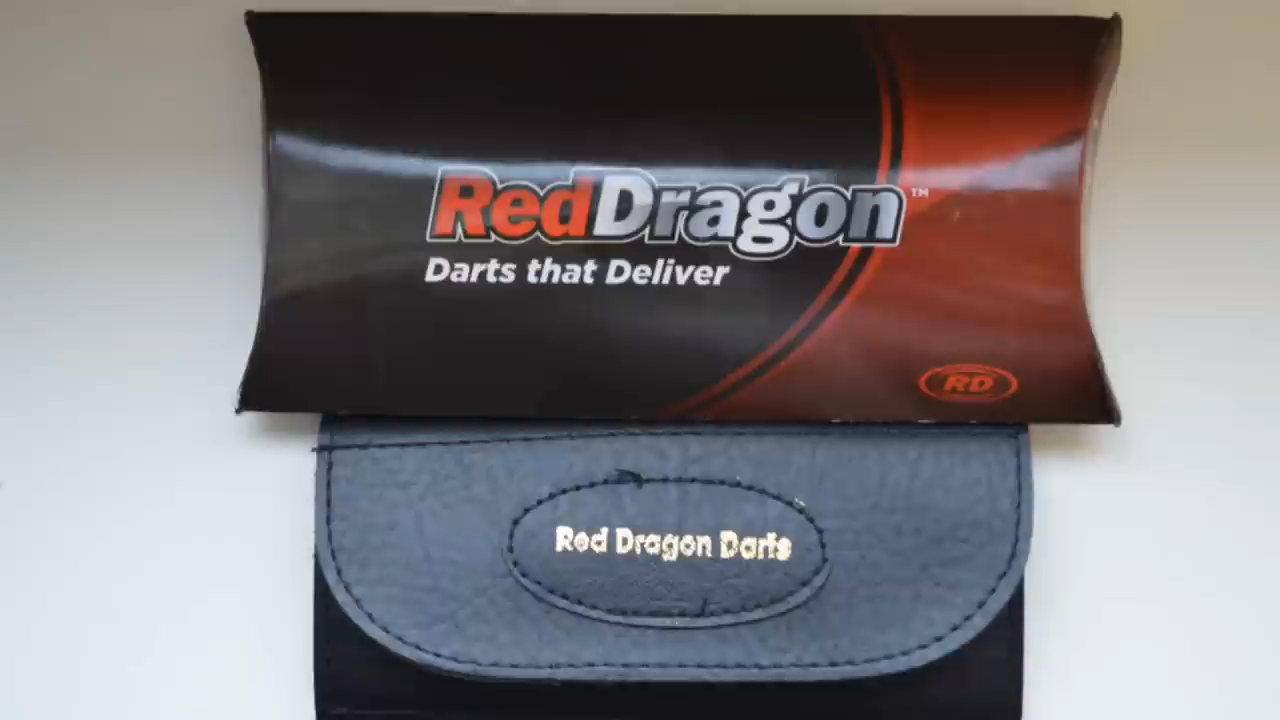 RedDragon™
Darts that Deliver
RD
Red Dragon Darts